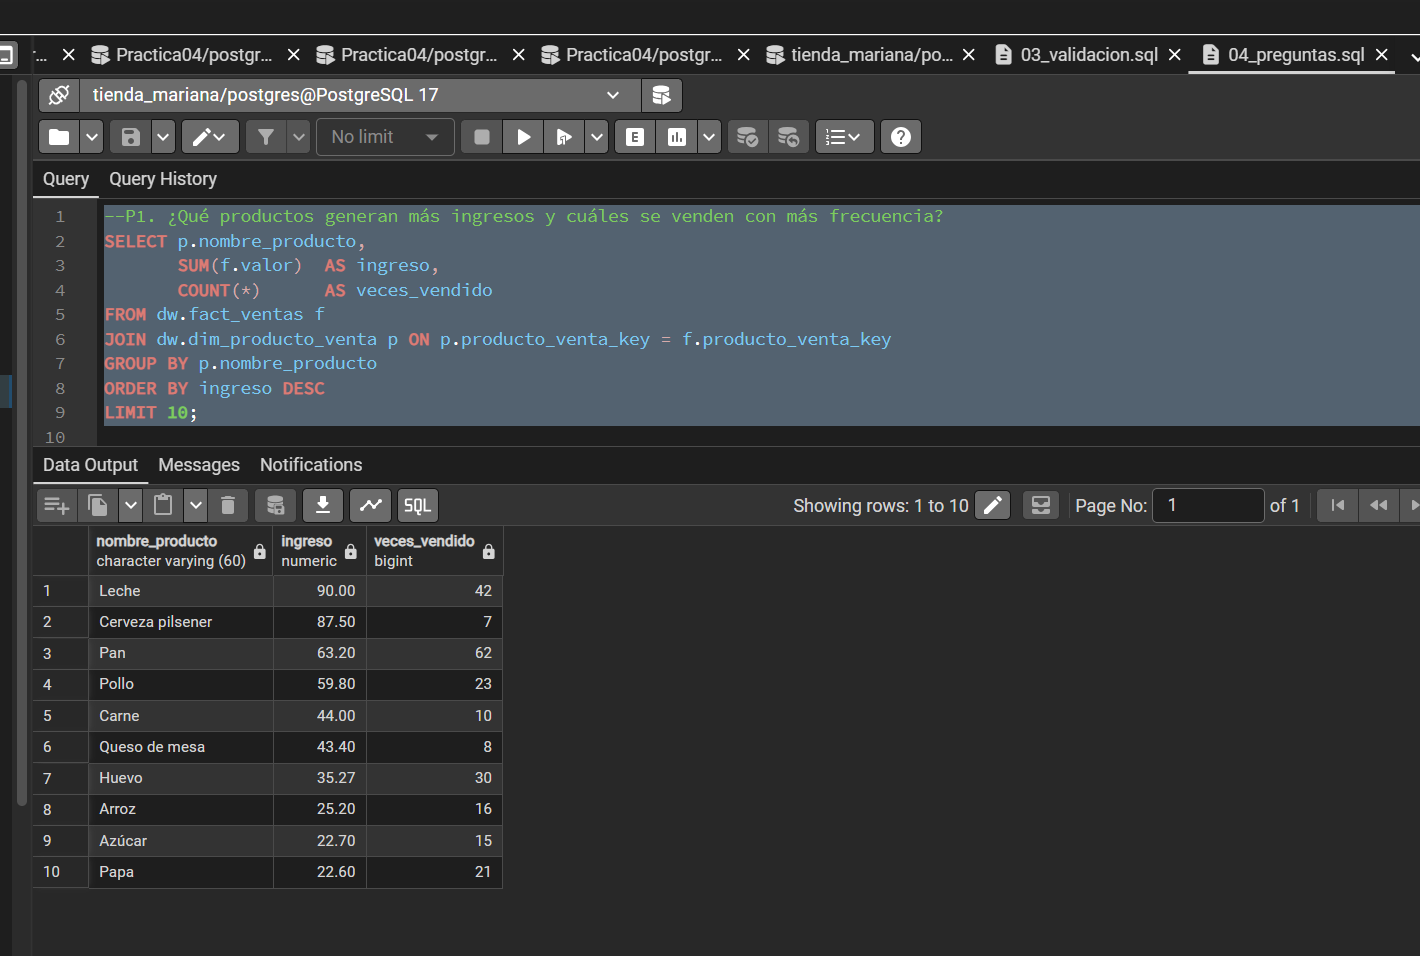 ... Practica04/postgr... Practica04/postgr... Practica04/postgr... tienda_mariana/po... 03_validacion.sql 04_preguntas.sql 04_
tienda_mariana/postgres@PostgreSQL 17
No limit E
Query Query History
1 --P1. ¿Qué productos generan más ingresos y cuáles se venden con más frecuencia?
2 SELECT p.nombre_producto,
3 SUM(f.valor) AS ingreso,
4 COUNT(*) AS veces_vendido
5 FROM dw.fact_ventas f
6 JOIN dw.dim_producto_venta p ON p.producto_venta_key = f.producto_venta_key
7 GROUP BY p.nombre_producto
8 ORDER BY ingreso DESC
9 LIMIT 10;
10
Data Output Messages Notifications
SQL Showing rows: 1 to 10 Page No: 1 of 1
nombre_producto ingreso veces_vendido
character varying (60) numeric bigint
1 Leche 90.00 42
2 Cerveza pilsener 87.50 7
3 Pan 63.20 62
4 Pollo 59.80 23
5 Carne 44.00 10
6 Queso de mesa 43.40 8
7 Huevo 35.27 30
8 Arroz 25.20 16
9 Azúcar 22.70 15
10 Papa 22.60 21